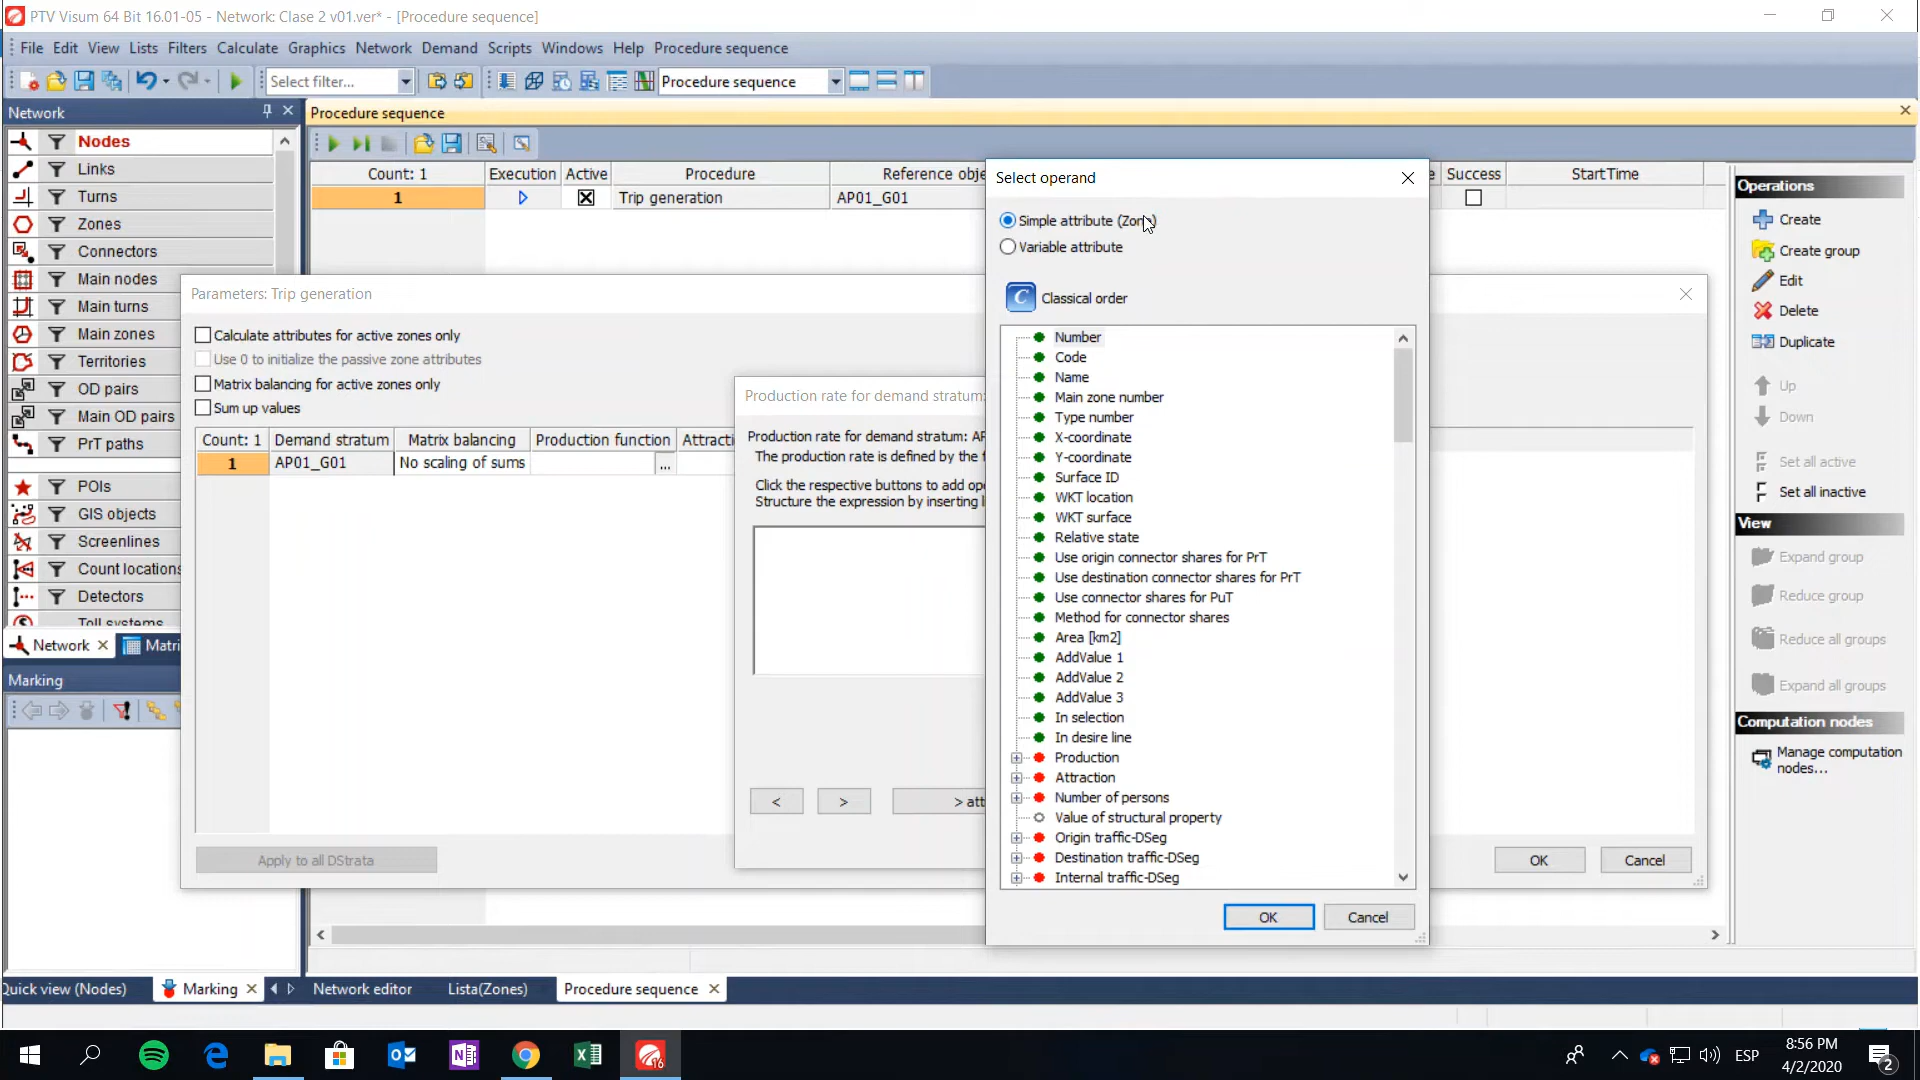 PTV Visum 64 Bit 16.01-05 - Network: Clase 2 v01.ver* - [Procedure sequence]
File Edit View Lists Filters Calculate Graphics Network Demand Scripts Windows Help Procedure sequence
Select filter... Procedure sequence
Network
Nodes
Links
Turns
Zones
Connectors
Main nodes
Main turns
Main zones
Territories
OD pairs
Main OD pairs
PrT paths
POIs
GIS objects
Screenlines
Count locations
Detectors
Toll systems
Network Matri
Marking
Procedure sequence
Count: 1 Execution Active Procedure Reference obje Success StartTime
1 Trip generation AP01_G01
Parameters: Trip generation
Calculate attributes for active zones only
Use 0 to initialize the passive zone attributes
Matrix balancing for active zones only
Sum up values
Count: 1 Demand stratum Matrix balancing Production function Attracti
1 AP01_G01 No scaling of sums ...
Apply to all DStrata
OK Cancel
Production rate for demand stratum:
Production rate for demand stratum: AP
The production rate is defined by the f
Click the respective buttons to add ope
Structure the expression by inserting l
< > > att
Select operand
Simple attribute (Zone)
Variable attribute
C Classical order
Number
Code
Name
Main zone number
Type number
X-coordinate
Y-coordinate
Surface ID
WKT location
WKT surface
Relative state
Use origin connector shares for PrT
Use destination connector shares for PrT
Use connector shares for PuT
Method for connector shares
Area [km2]
AddValue 1
AddValue 2
AddValue 3
In selection
In desire line
Production
Attraction
Number of persons
Value of structural property
Origin traffic-DSeg
Destination traffic-DSeg
Internal traffic-DSeg
OK Cancel
Operations
Create
Create group
Edit
Delete
Duplicate
Up
Down
Set all active
Set all inactive
View
Expand group
Reduce group
Reduce all groups
Expand all groups
Computation nodes
Manage computation
nodes...
Quick view (Nodes) Marking Network editor Lista(Zones) Procedure sequence
ESP
8:56 PM
4/2/2020
2
16